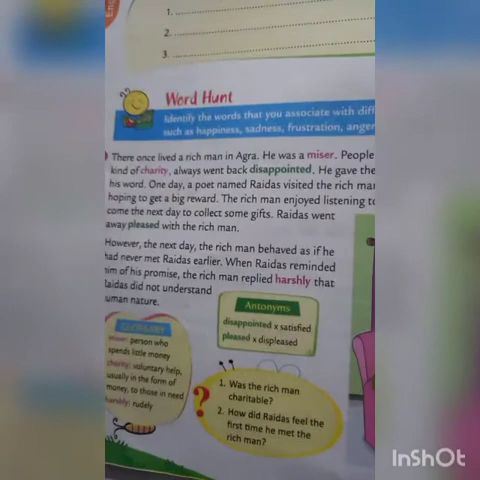 Eng
1.
2.
3.
Word Hunt
Identify the words that you associate with
such as happiness, sadness, frustration, anger
There once lived a rich man in Agra. He was a miser. People
kind of charity, always went back disappointed. He gave the
his word. One day, a poet named Raidas visited the rich
hoping to get a big reward. The rich man enjoyed listening
come the next day to collect some gifts. Raidas went
away pleased with the rich man.
However, the next day, the rich man behaved as if he
had never met Raidas earlier. When Raidas reminded
him of his promise, the rich man replied harshly that
Raidas did not understand
uman nature.
Antonyms
disappointed x satisfied
pleased x displeased
GLOSSARY
miser: person who
spends little money
charity: voluntary help,
usually in the form of
money, to those in need
harshly: rudely
?
1. Was the rich man
charitable?
2. How did Raidas feel the
first time he met the
rich man?
InShOt